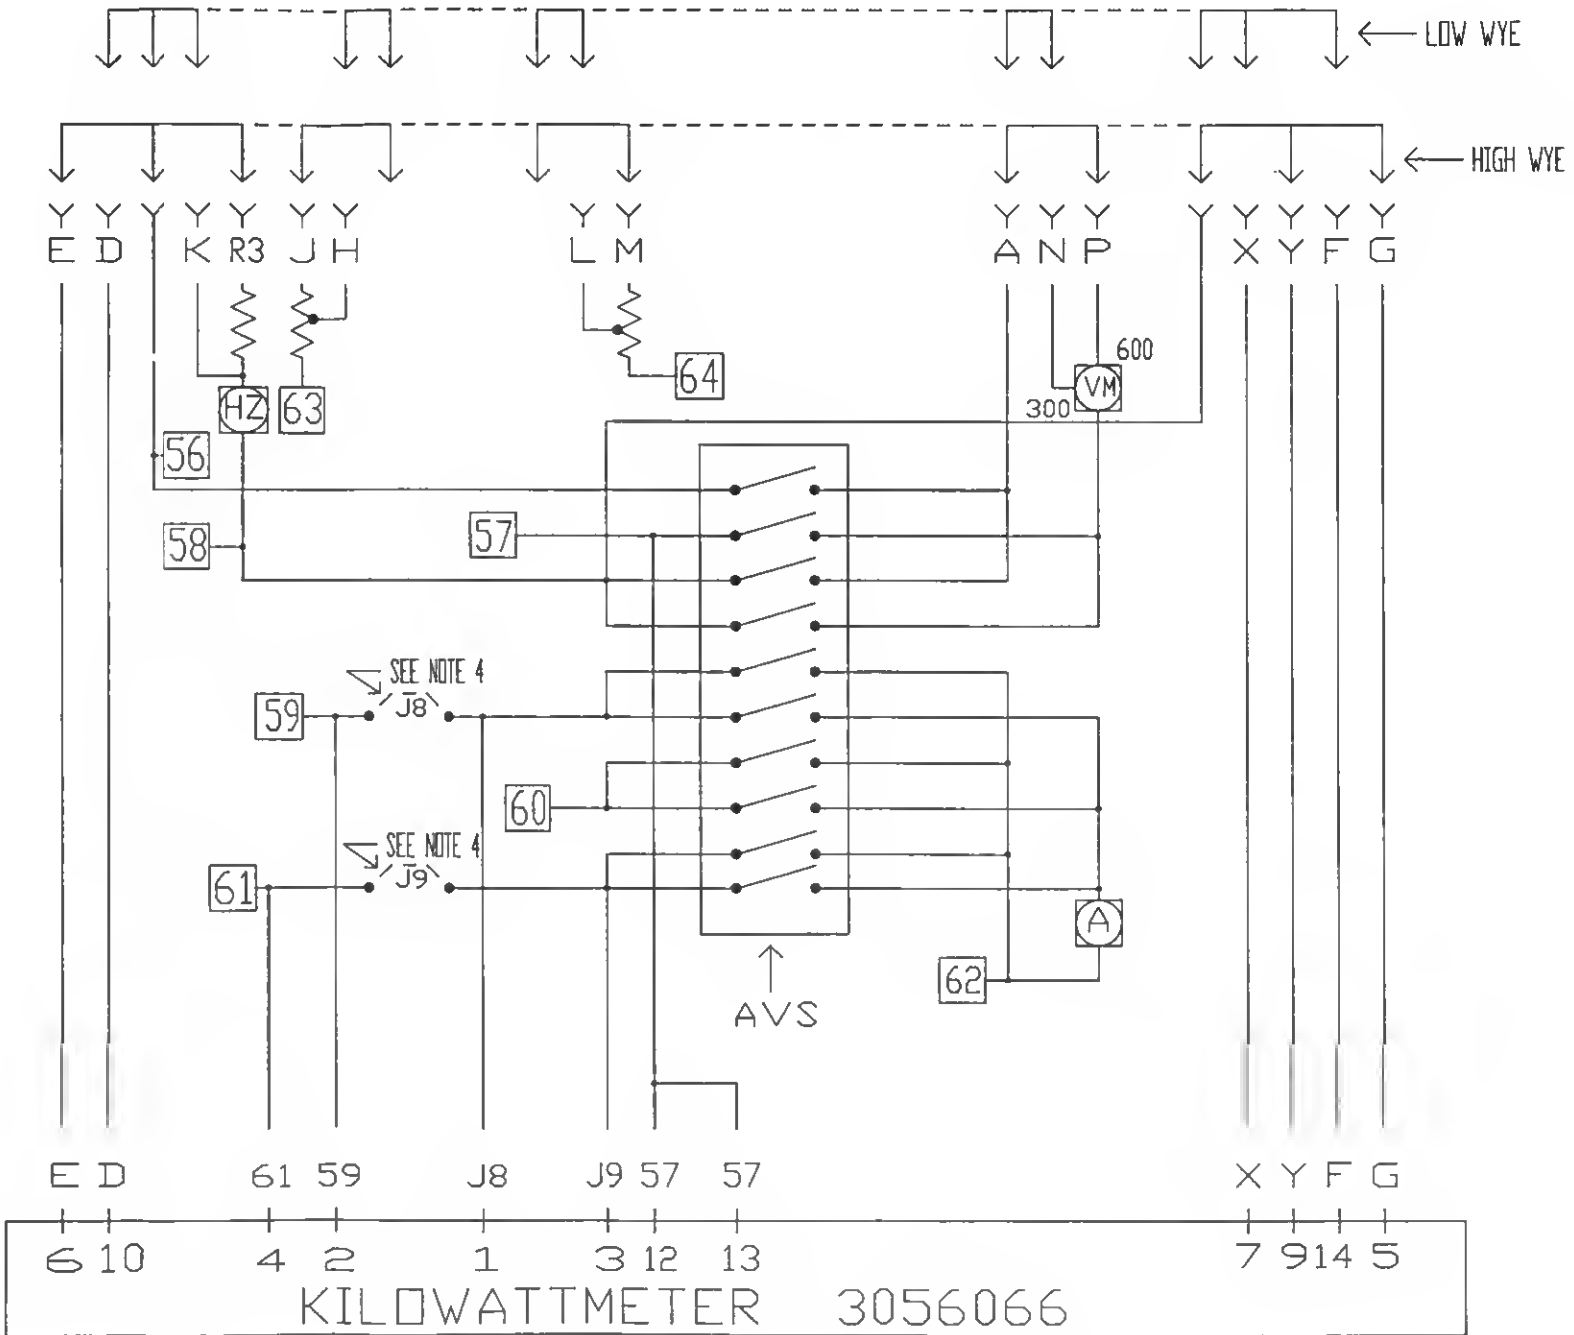 LOW WYE
HIGH WYE
E D K R3 J H L M A N P X Y F G
600
64
VM
HZ 63
300
56
57
58
SEE NOTE 4
J8
59
60
SEE NOTE 4
J9
61
A
62
AVS
E D 61 59 J8 J9 57 57 X Y F G
6 10 4 2 1 3 12 13 7 9 14 5
KILOWATTMETER 3056066